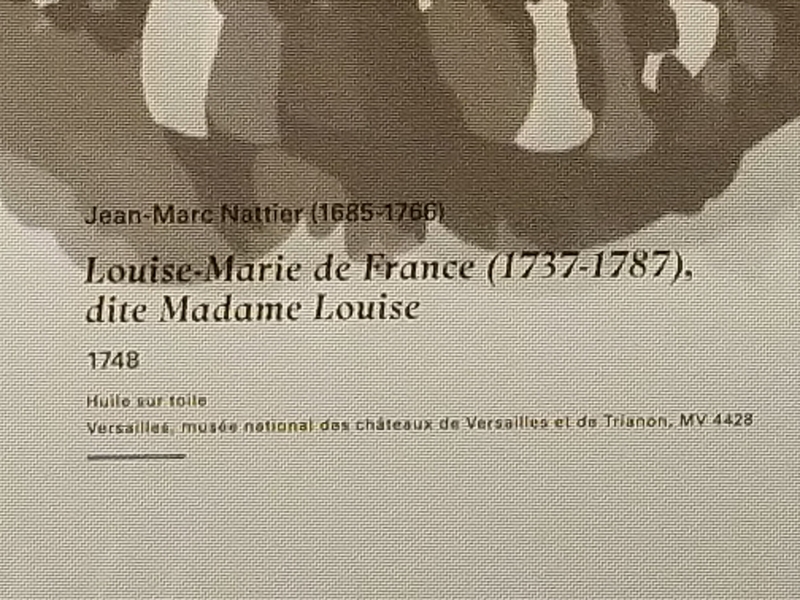 Jean-Marc Nattier (1685-1766)
Louise-Marie de France (1737-1787),
dite Madame Louise
1748
Huile sur toile
Versailles, musée national des châteaux de Versailles et de Trianon, MV 4428